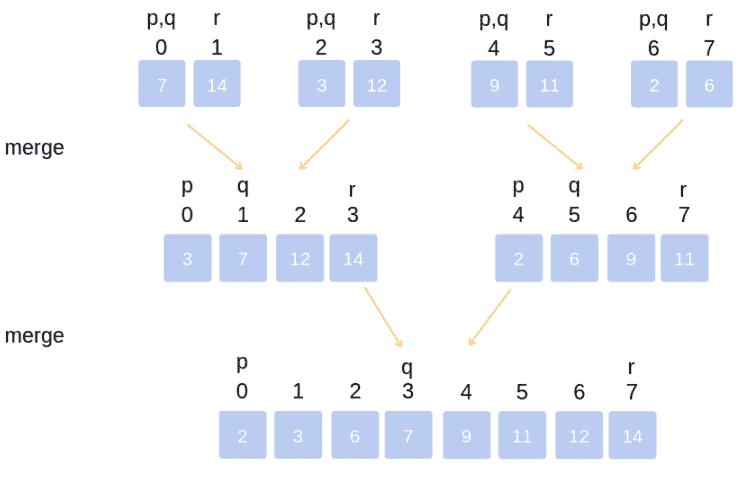 p,q r p,q r p,q r p,q r
0 1 2 3 4 5 6 7
7 14 3 12 9 11 2 6
merge
p q r p q r
0 1 2 3 4 5 6 7
3 7 12 14 2 6 9 11
merge
p q r
0 1 2 3 4 5 6 7
2 3 6 7 9 11 12 14